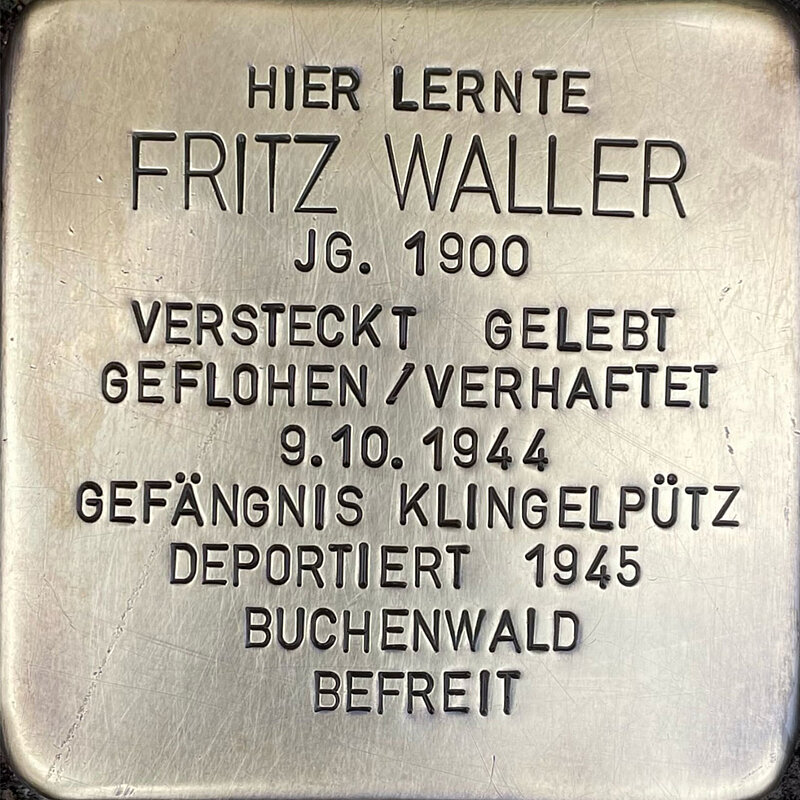 HIER LERNTE
FRITZ WALLER
JG. 1900
VERSTECKT GELEBT
GEFLOHEN / VERHAFTET
9.10.1944
GEFÄNGNIS KLINGELPÜTZ
DEPORTIERT 1945
BUCHENWALD
BEFREIT